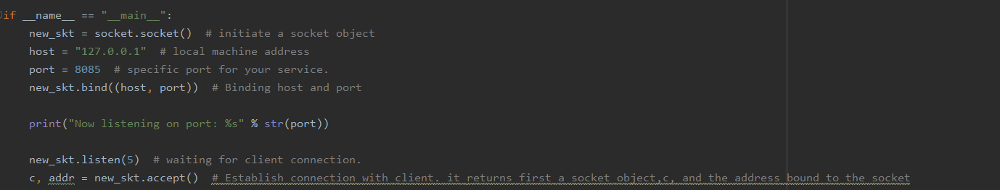 if __name__ == "__main__":
    new_skt = socket.socket()  # initiate a socket object
    host = "127.0.0.1"  # local machine address
    port = 8085  # specific port for your service.
    new_skt.bind((host, port))  # Binding host and port
    print("Now listening on port: %s" % str(port))
    new_skt.listen(5)  # waiting for client connection.
    c, addr = new_skt.accept()  # Establish connection with client. it returns first a socket object,c, and the address bound to the socket